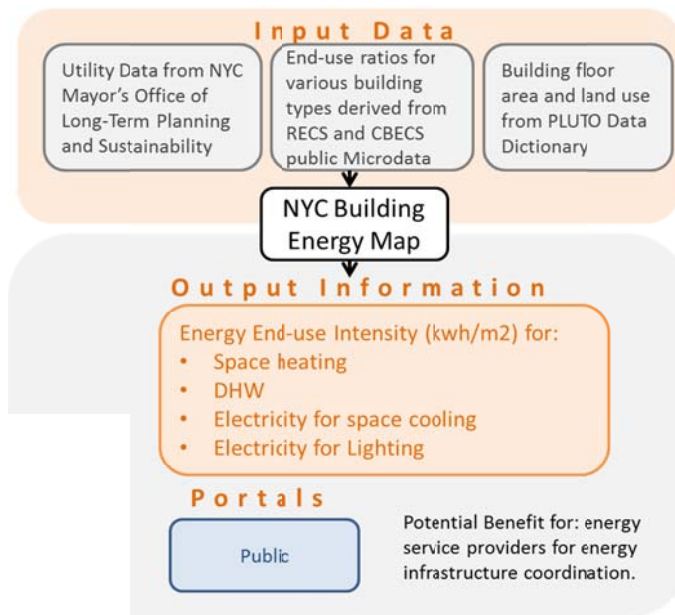 Input Data
Utility Data from NYC
Mayor's Office of
Long-Term Planning
and Sustainability
End-use ratios for
various building
types derived from
RECS and CBECS
public Microdata
Building floor
area and land use
from PLUTO Data
Dictionary
NYC Building
Energy Map
Output Information
Energy End-use Intensity (kwh/m2) for:
• Space heating
• DHW
• Electricity for space cooling
• Electricity for Lighting
Portals
Public
Potential Benefit for: energy
service providers for energy
infrastructure coordination.